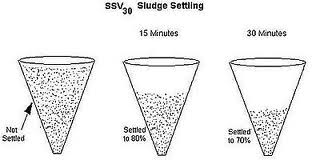 SSV30 Sludge Settling
15 Minutes
30 Minutes
Not
Settled
Settled
to 80%
Settled
to 70%